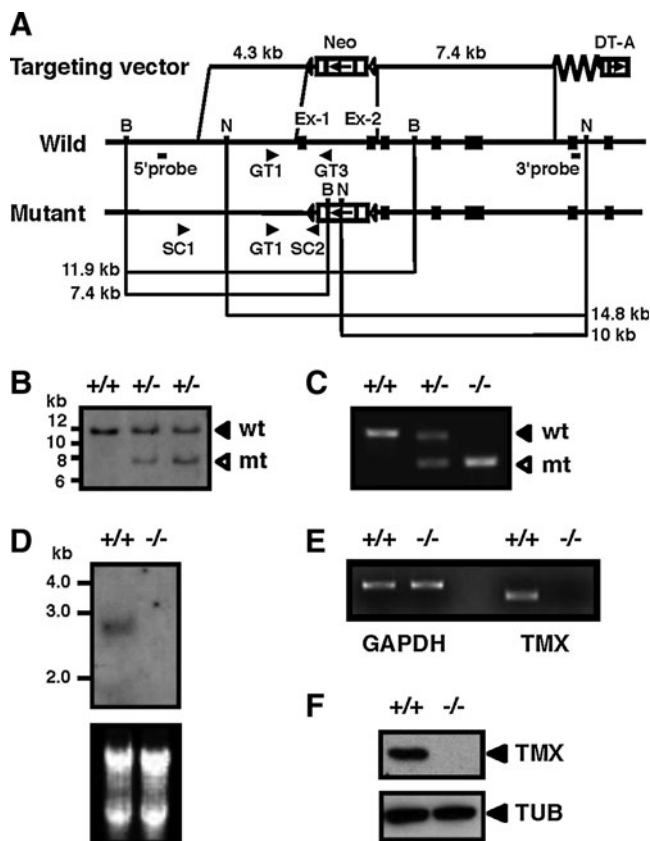 A
Targeting vector 4.3 kb Neo 7.4 kb DT-A
Ex-1 Ex-2
B N B N
Wild
5'probe GT1 GT3 3'probe
B N
Mutant
SC1 GT1 SC2
11.9 kb
7.4 kb
14.8 kb
10 kb
B
+/+ +/- +/-
kb
12
10
8
6
wt
mt
C
+/+ +/- -/-
wt
mt
D
+/+ -/-
kb
4.0
3.0
2.0
E
+/+ -/- +/+ -/-
GAPDH TMX
F
+/+ -/-
TMX
TUB